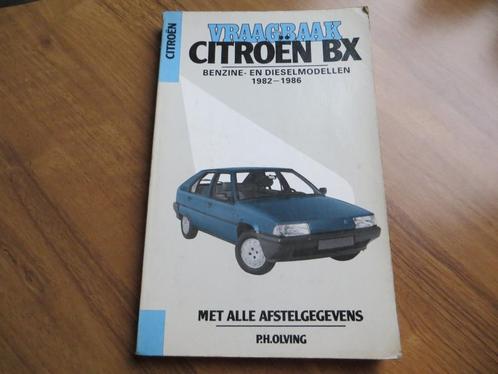 CITROËN
VRAAGBAAK
CITROËN BX
BENZINE- EN DIESELMODELLEN
1982-1986
MET ALLE AFSTELGEGEVENS
P.H.OLVING